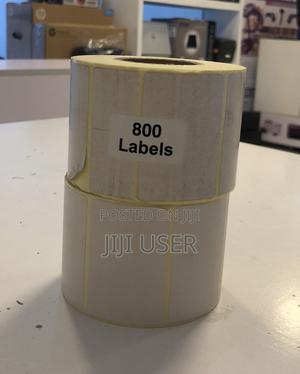 800
Labels
POSTED ON JIJI
JIJI USER